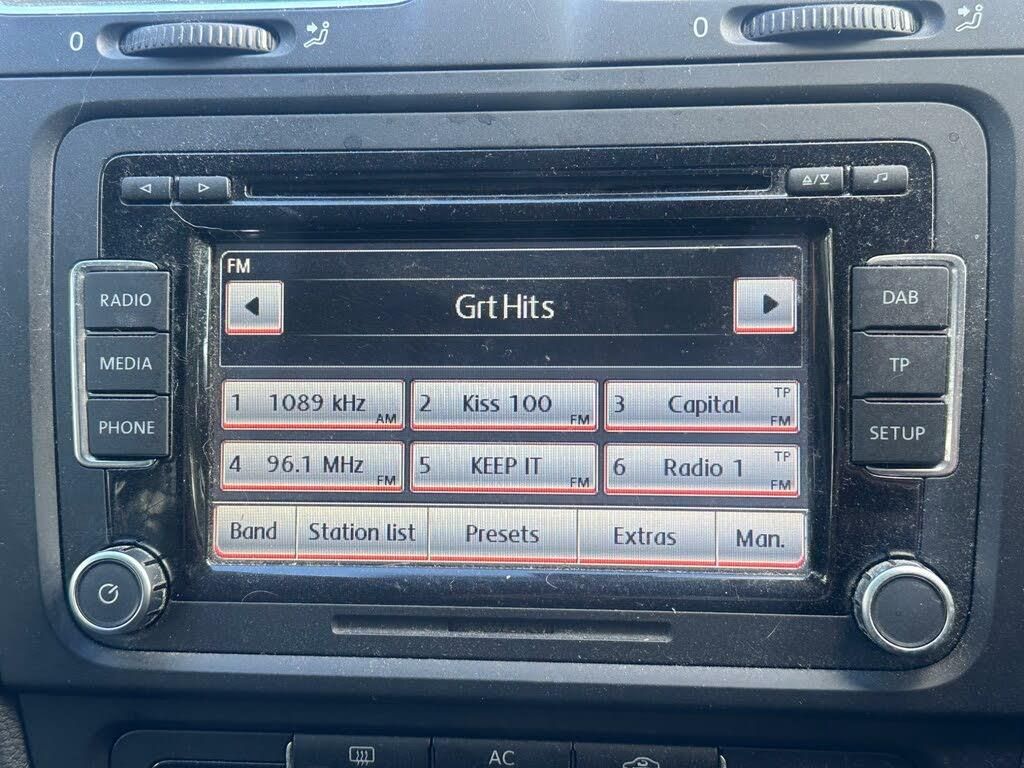 0 0
RADIO
MEDIA
PHONE
FM
Grt Hits
1 1089 kHz AM
2 Kiss 100 FM
3 Capital TP FM
4 96.1 MHz FM
5 KEEP IT FM
6 Radio 1 TP FM
Band Station list Presets Extras Man.
DAB
TP
SETUP
AC